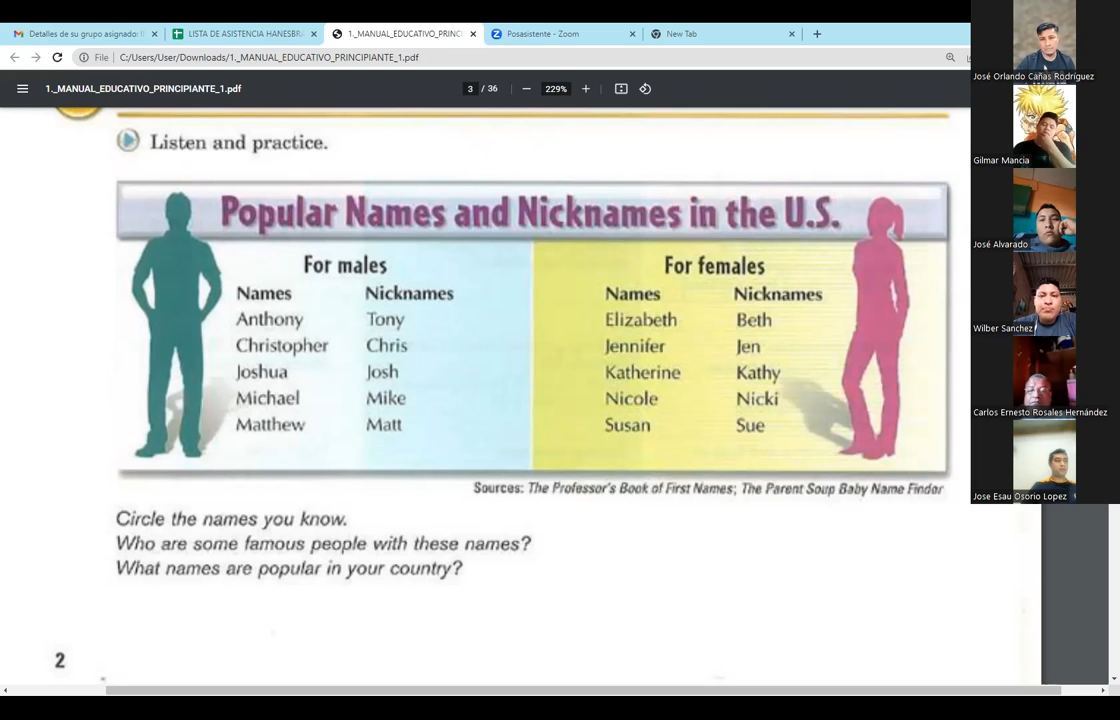 Detalles de su grupo asignado:
LISTA DE ASISTENCIA HANESBRA
1._MANUAL_EDUCATIVO_PRINCI
Posasistente - Zoom
New Tab
File
C:/Users/User/Downloads/1._MANUAL_EDUCATIVO_PRINCIPIANTE_1.pdf
1._MANUAL_EDUCATIVO_PRINCIPIANTE_1.pdf
3 / 36
229%
Listen and practice.
Popular Names and Nicknames in the U.S.
For males
Names Nicknames
Anthony Tony
Christopher Chris
Joshua Josh
Michael Mike
Matthew Matt
For females
Names Nicknames
Elizabeth Beth
Jennifer Jen
Katherine Kathy
Nicole Nicki
Susan Sue
Sources: The Professor's Book of First Names; The Parent Soup Baby Name Finder
Circle the names you know.
Who are some famous people with these names?
What names are popular in your country?
2
José Orlando Cañas Rodríguez
Gilmar Mancia
José Alvarado
Wilber Sanchez
Carlos Ernesto Rosales Hernández
Jose Esau Osorio Lopez